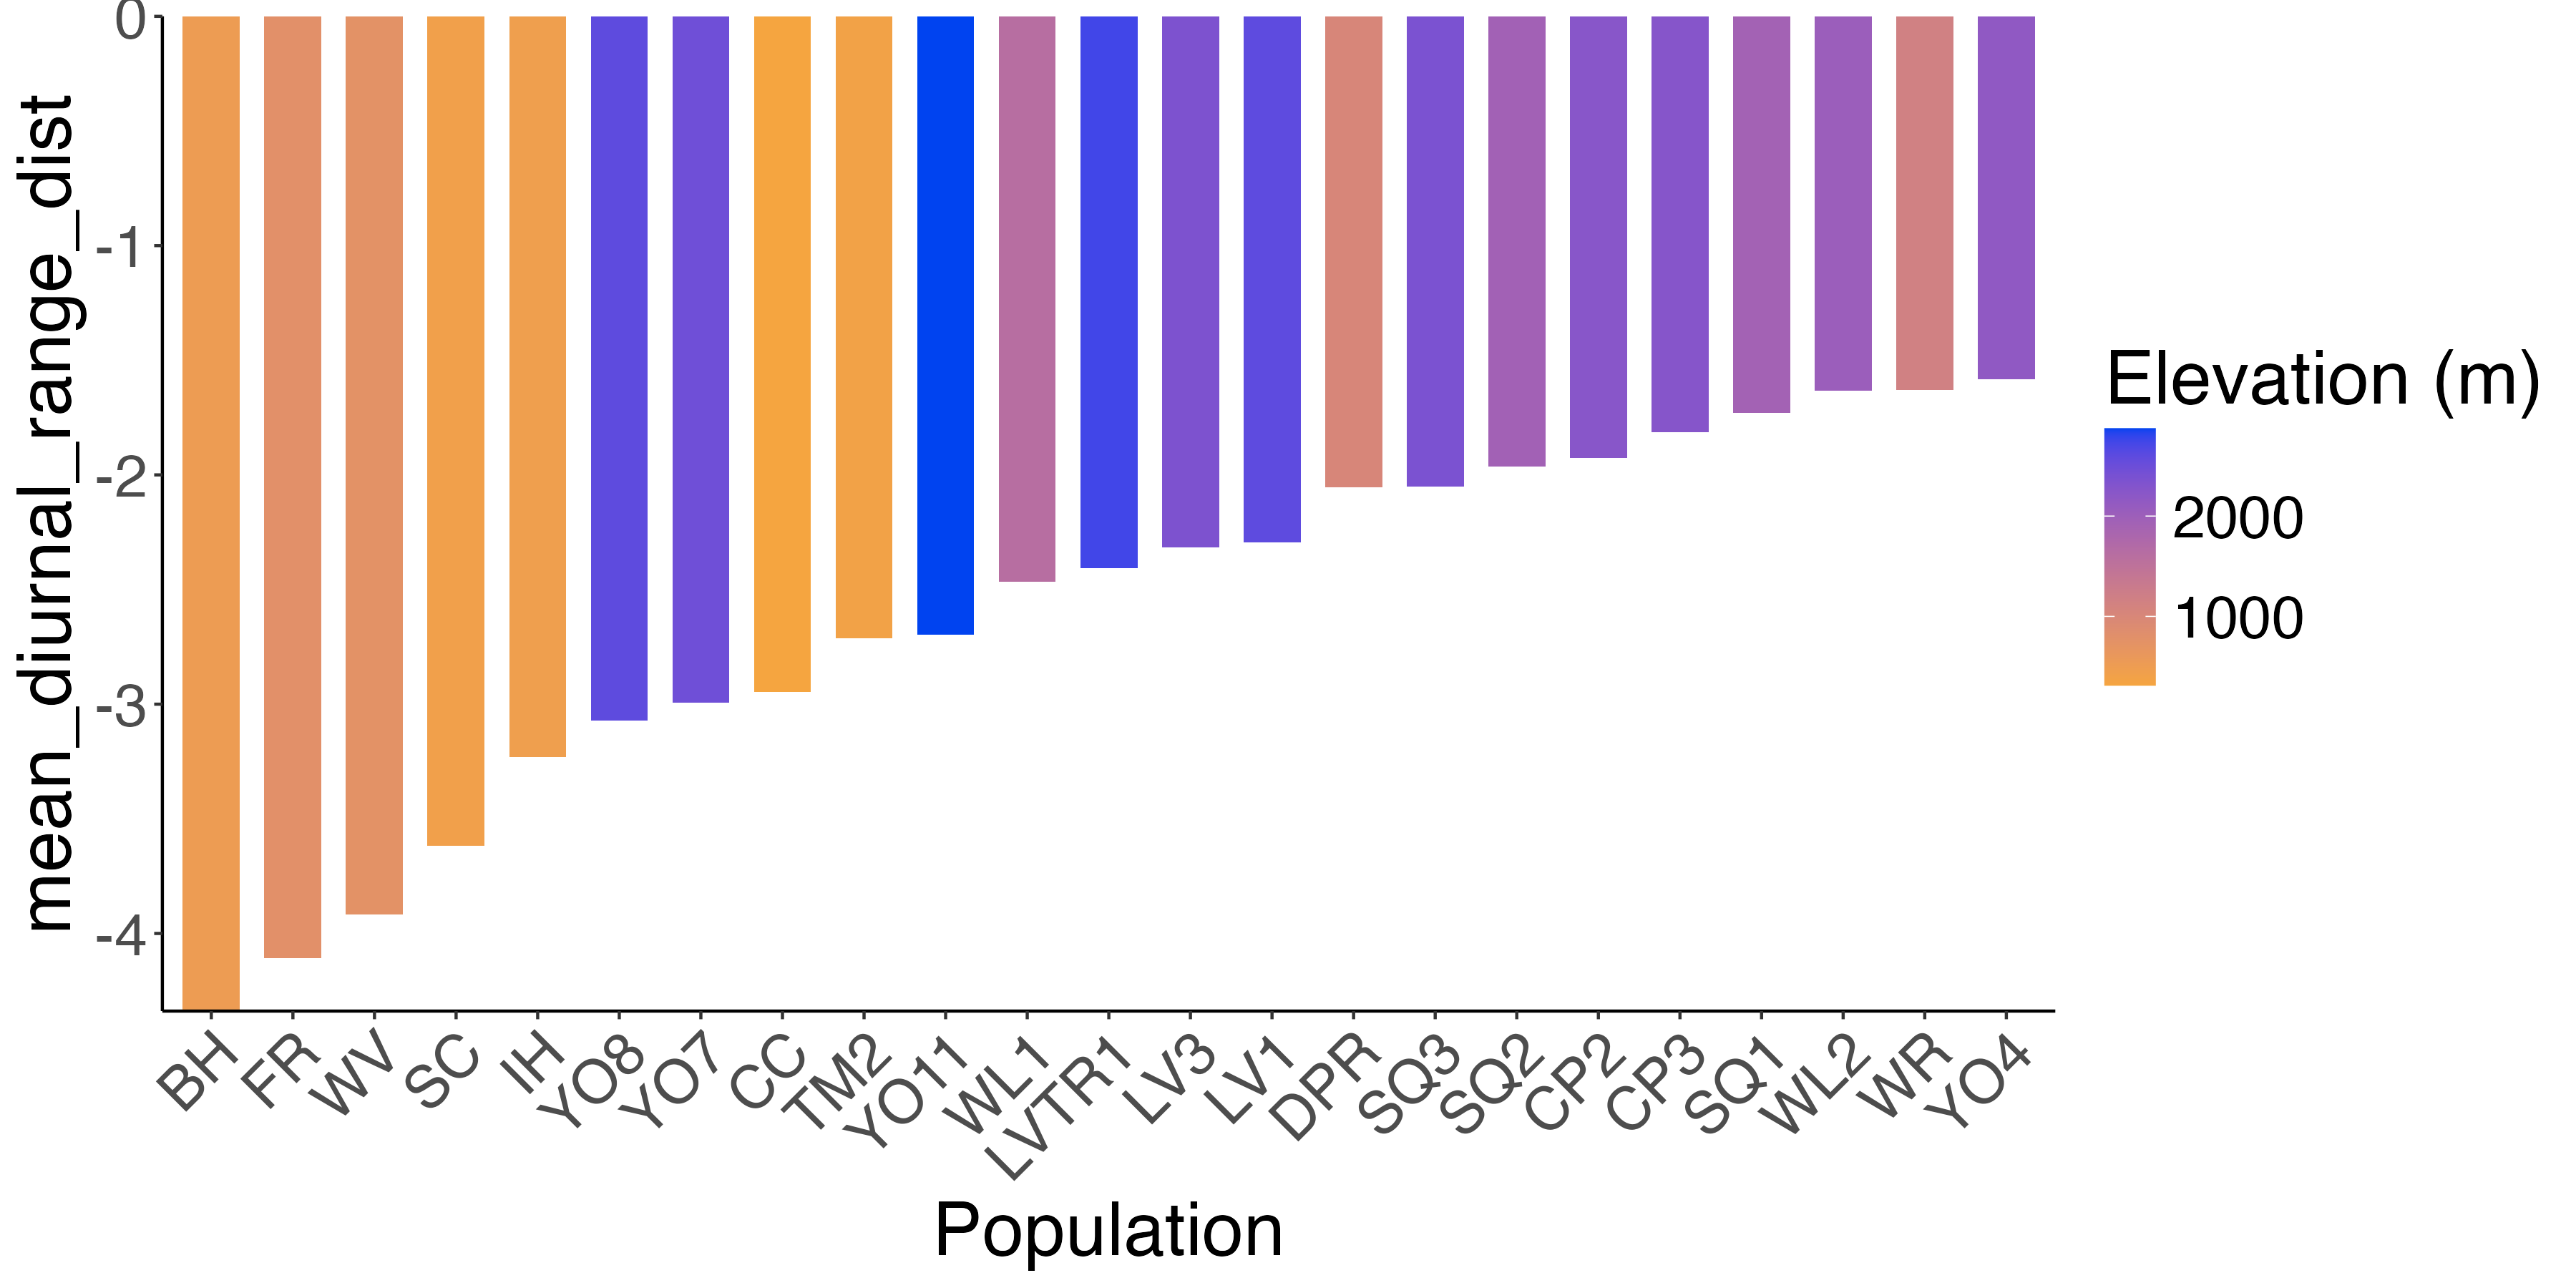 mean_diurnal_range_dist
0
-1
-2
-3
-4
BH
FR
WV
SC
IH
YO8
YO7
CC
TM2
YO11
WL1
LVTR1
LV3
LV1
DPR
SQ3
SQ2
CP2
CP3
SQ1
WL2
WR
YO4
Population
Elevation (m)
2000
1000